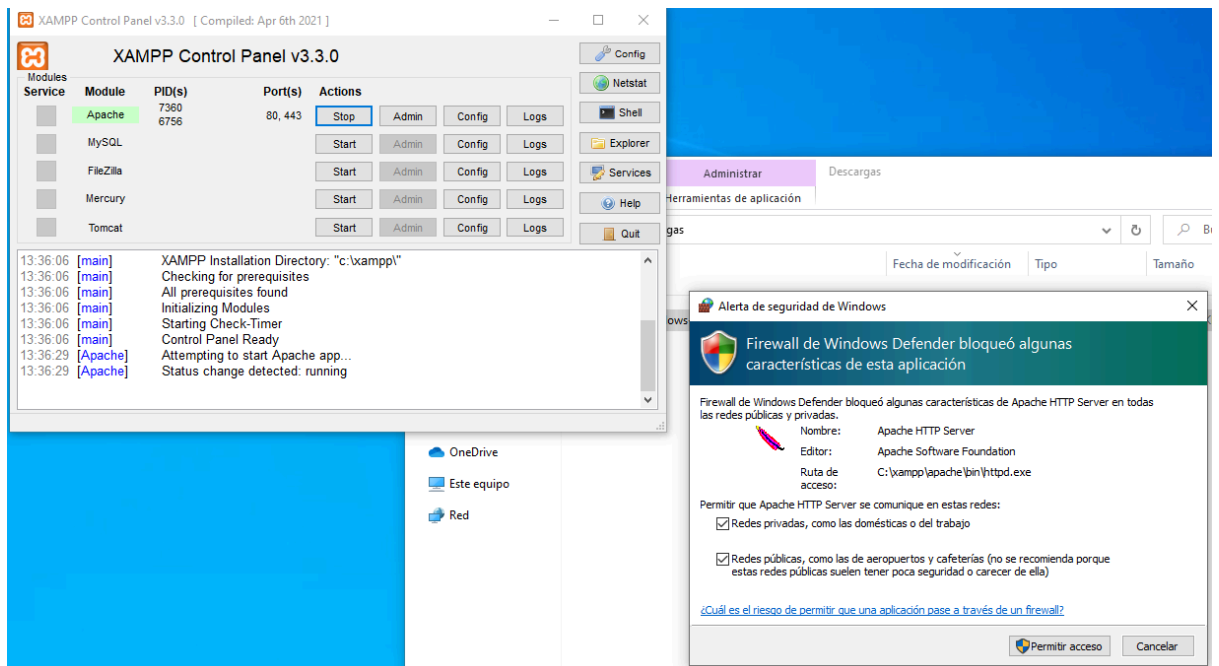 XAMPP Control Panel v3.3.0 [ Compiled: Apr 6th 2021 ]
XAMPP Control Panel v3.3.0
Config
Modules
Service Module PID(s) Port(s) Actions
Netstat
Apache 7360 6756 80, 443 Stop Admin Config Logs
Shell
MySQL Start Admin Config Logs
Explorer
FileZilla Start Admin Config Logs
Services
Mercury Start Admin Config Logs
Help
Tomcat Start Admin Config Logs
Quit
13:36:06 [main] XAMPP Installation Directory: "c:\xampp\"
13:36:06 [main] Checking for prerequisites
13:36:06 [main] All prerequisites found
13:36:06 [main] Initializing Modules
13:36:06 [main] Starting Check-Timer
13:36:06 [main] Control Panel Ready
13:36:29 [Apache] Attempting to start Apache app...
13:36:29 [Apache] Status change detected: running
Administrar Descargas
Herramientas de aplicación
gas
Fecha de modificación Tipo Tamaño
OneDrive
Este equipo
Red
Alerta de seguridad de Windows
Firewall de Windows Defender bloqueó algunas
características de esta aplicación
Firewall de Windows Defender bloqueó algunas características de Apache HTTP Server en todas
las redes públicas y privadas.
Nombre: Apache HTTP Server
Editor: Apache Software Foundation
Ruta de acceso: C:\xampp\apache\bin\httpd.exe
Permitir que Apache HTTP Server se comunique en estas redes:
Redes privadas, como las domésticas o del trabajo
Redes públicas, como las de aeropuertos y cafeterías (no se recomienda porque
estas redes públicas suelen tener poca seguridad o carecer de ella)
¿Cuál es el riesgo de permitir que una aplicación pase a través de un firewall?
Permitir acceso Cancelar